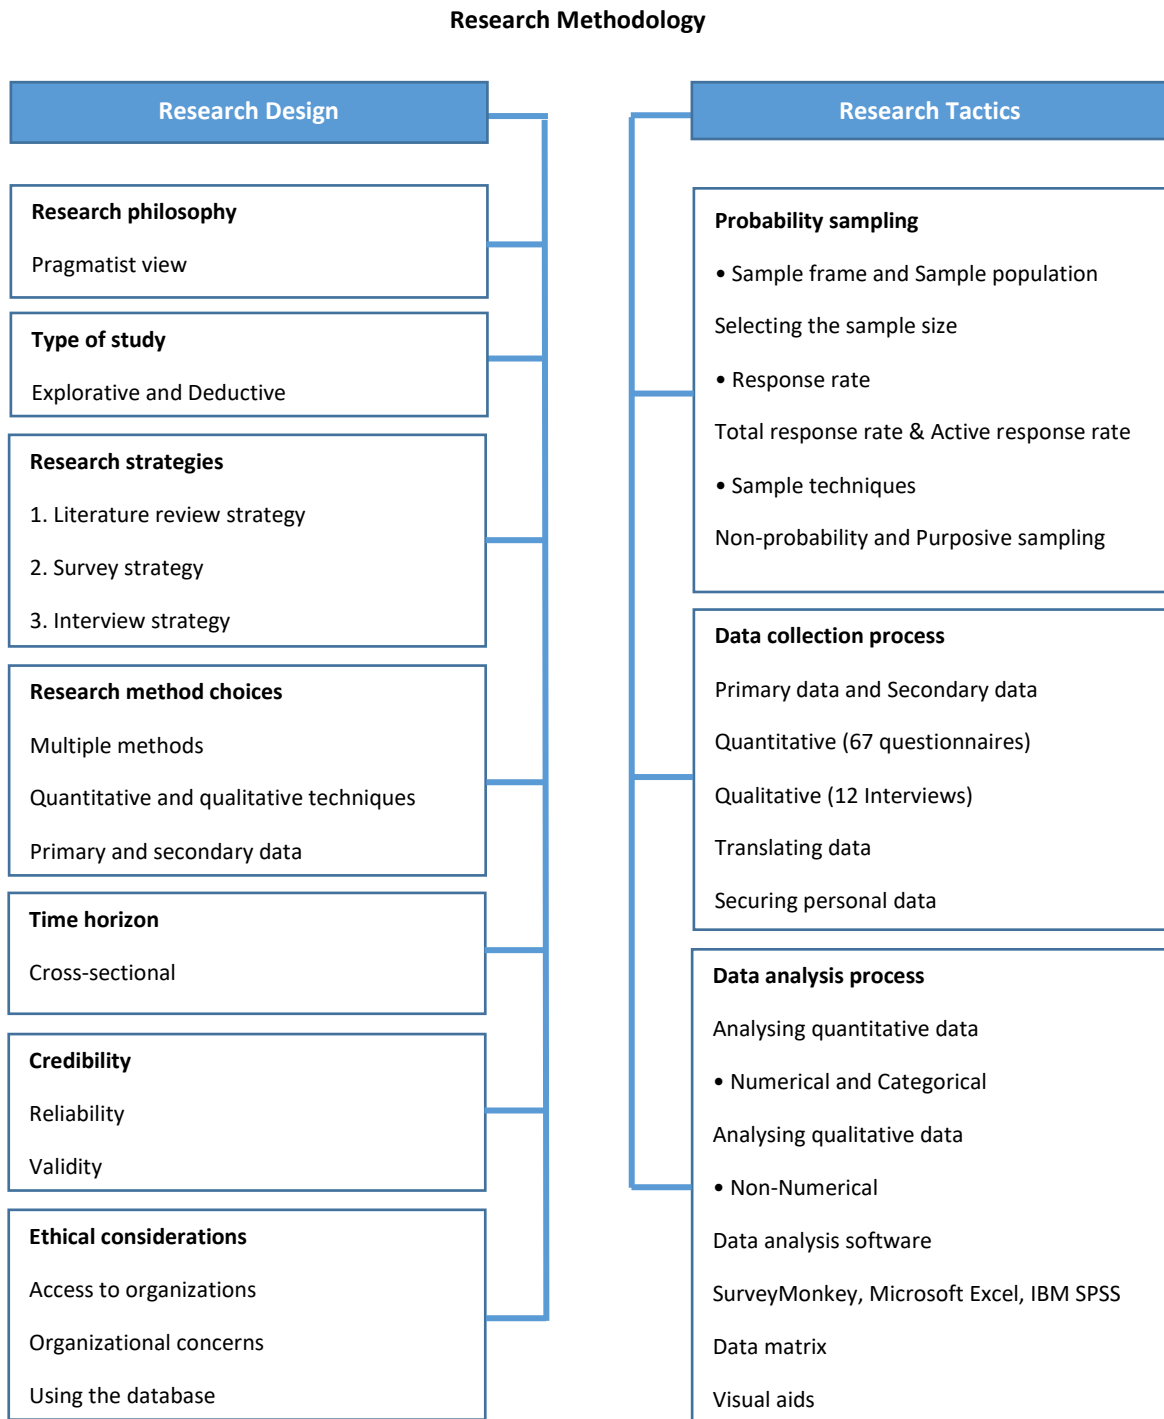 Research Methodology
Research Design
Research philosophy
Pragmatist view
Type of study
Explorative and Deductive
Research strategies
1. Literature review strategy
2. Survey strategy
3. Interview strategy
Research method choices
Multiple methods
Quantitative and qualitative techniques
Primary and secondary data
Time horizon
Cross-sectional
Credibility
Reliability
Validity
Ethical considerations
Access to organizations
Organizational concerns
Using the database
Research Tactics
Probability sampling
• Sample frame and Sample population
Selecting the sample size
• Response rate
Total response rate & Active response rate
• Sample techniques
Non-probability and Purposive sampling
Data collection process
Primary data and Secondary data
Quantitative (67 questionnaires)
Qualitative (12 Interviews)
Translating data
Securing personal data
Data analysis process
Analysing quantitative data
• Numerical and Categorical
Analysing qualitative data
• Non-Numerical
Data analysis software
SurveyMonkey, Microsoft Excel, IBM SPSS
Data matrix
Visual aids